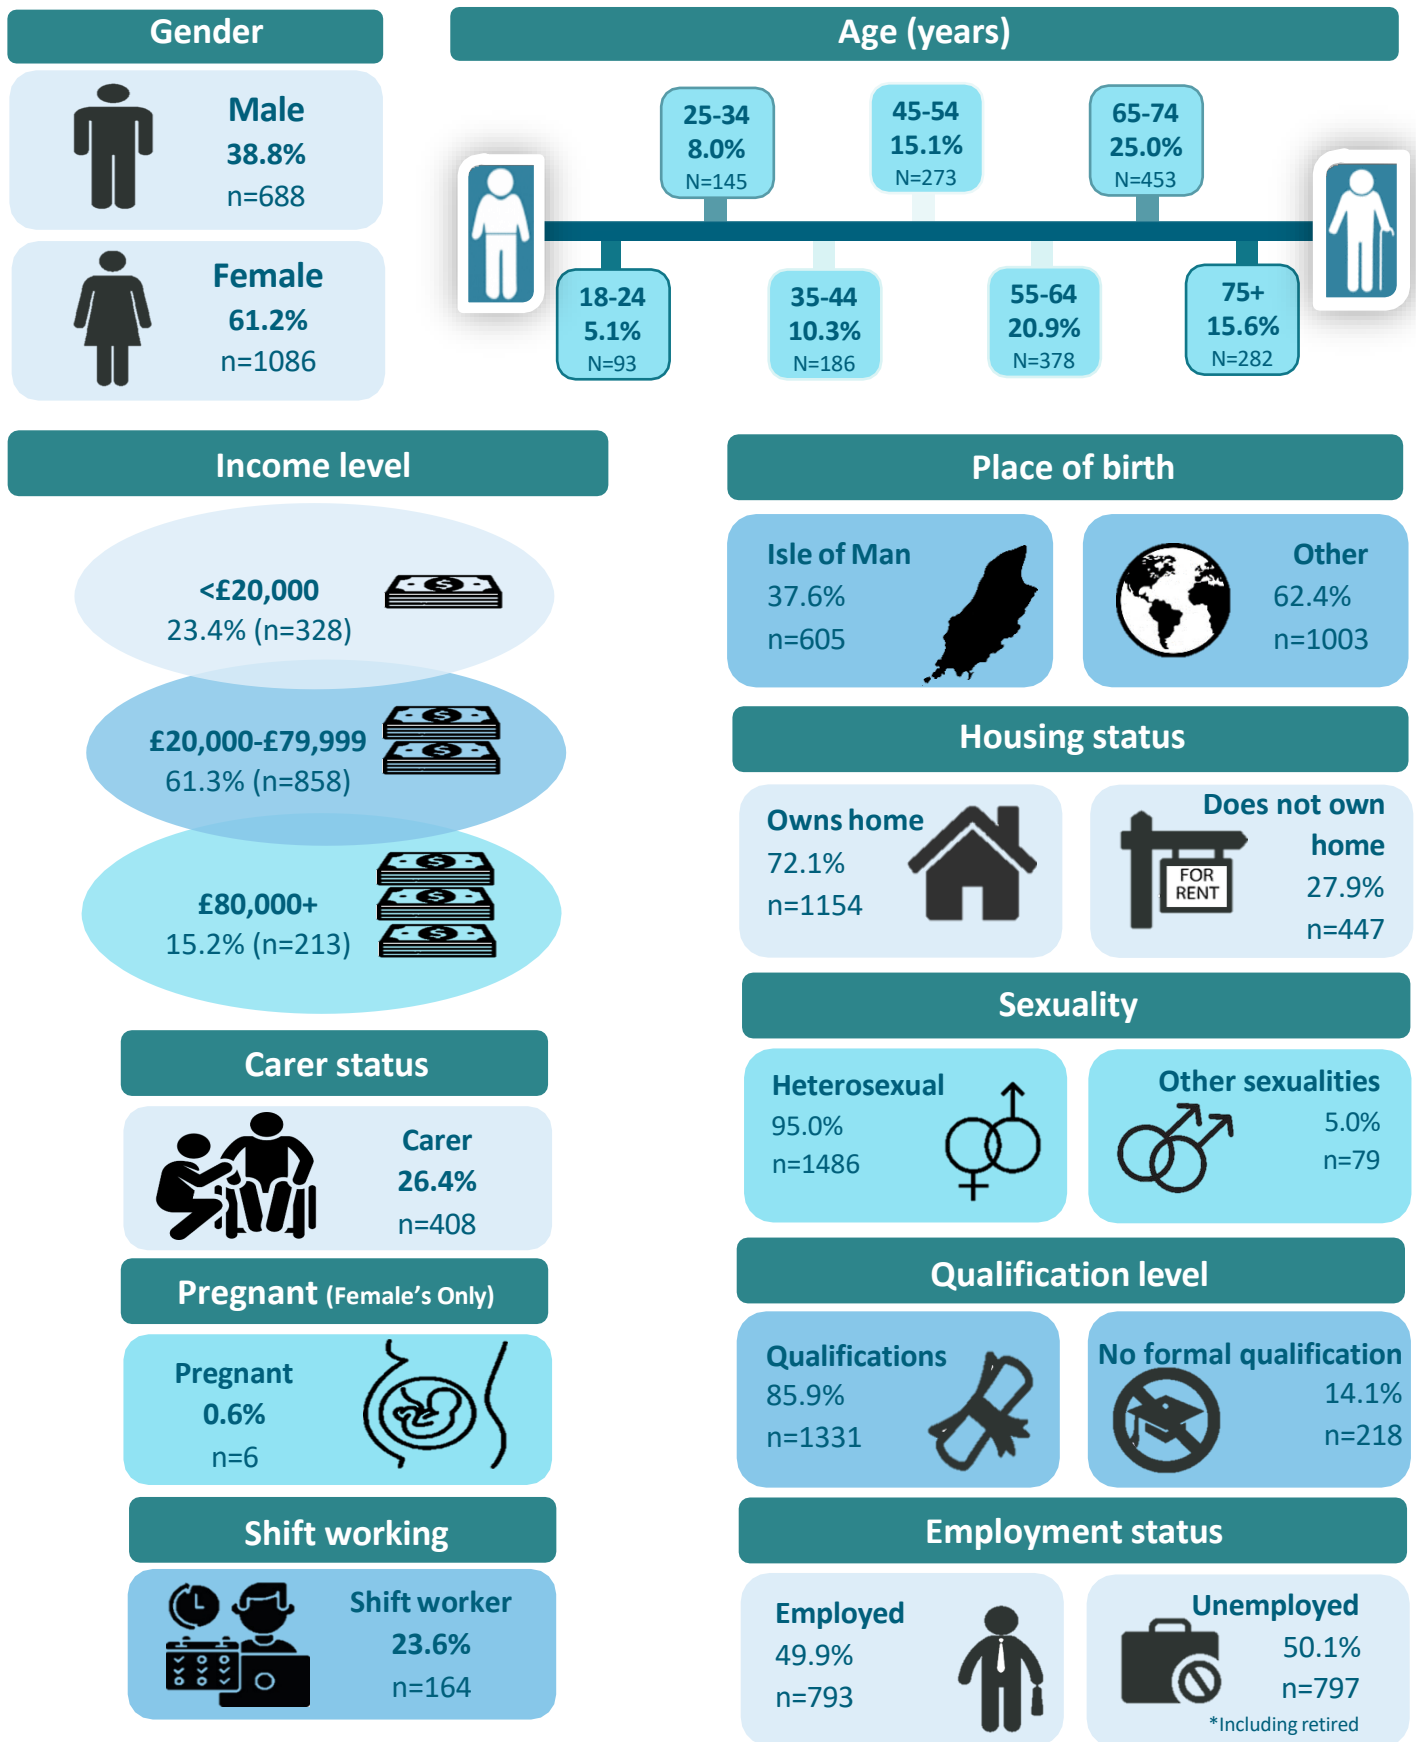 Gender
Male
38.8%
n=688
Female
61.2%
n=1086
Age (years)
25-34
8.0%
N=145
45-54
15.1%
N=273
65-74
25.0%
N=453
18-24
5.1%
N=93
35-44
10.3%
N=186
55-64
20.9%
N=378
75+
15.6%
N=282
Income level
<£20,000
23.4% (n=328)
£20,000-£79,999
61.3% (n=858)
£80,000+
15.2% (n=213)
Place of birth
Isle of Man
37.6%
n=605
Other
62.4%
n=1003
Housing status
Owns home
72.1%
n=1154
Does not own
home
27.9%
n=447
FOR
RENT
Sexuality
Heterosexual
95.0%
n=1486
Other sexualities
5.0%
n=79
Carer status
Carer
26.4%
n=408
Pregnant (Female's Only)
Pregnant
0.6%
n=6
Qualification level
Qualifications
85.9%
n=1331
No formal qualification
14.1%
n=218
Shift working
Shift worker
23.6%
n=164
Employment status
Employed
49.9%
n=793
Unemployed
50.1%
n=797
*Including retired